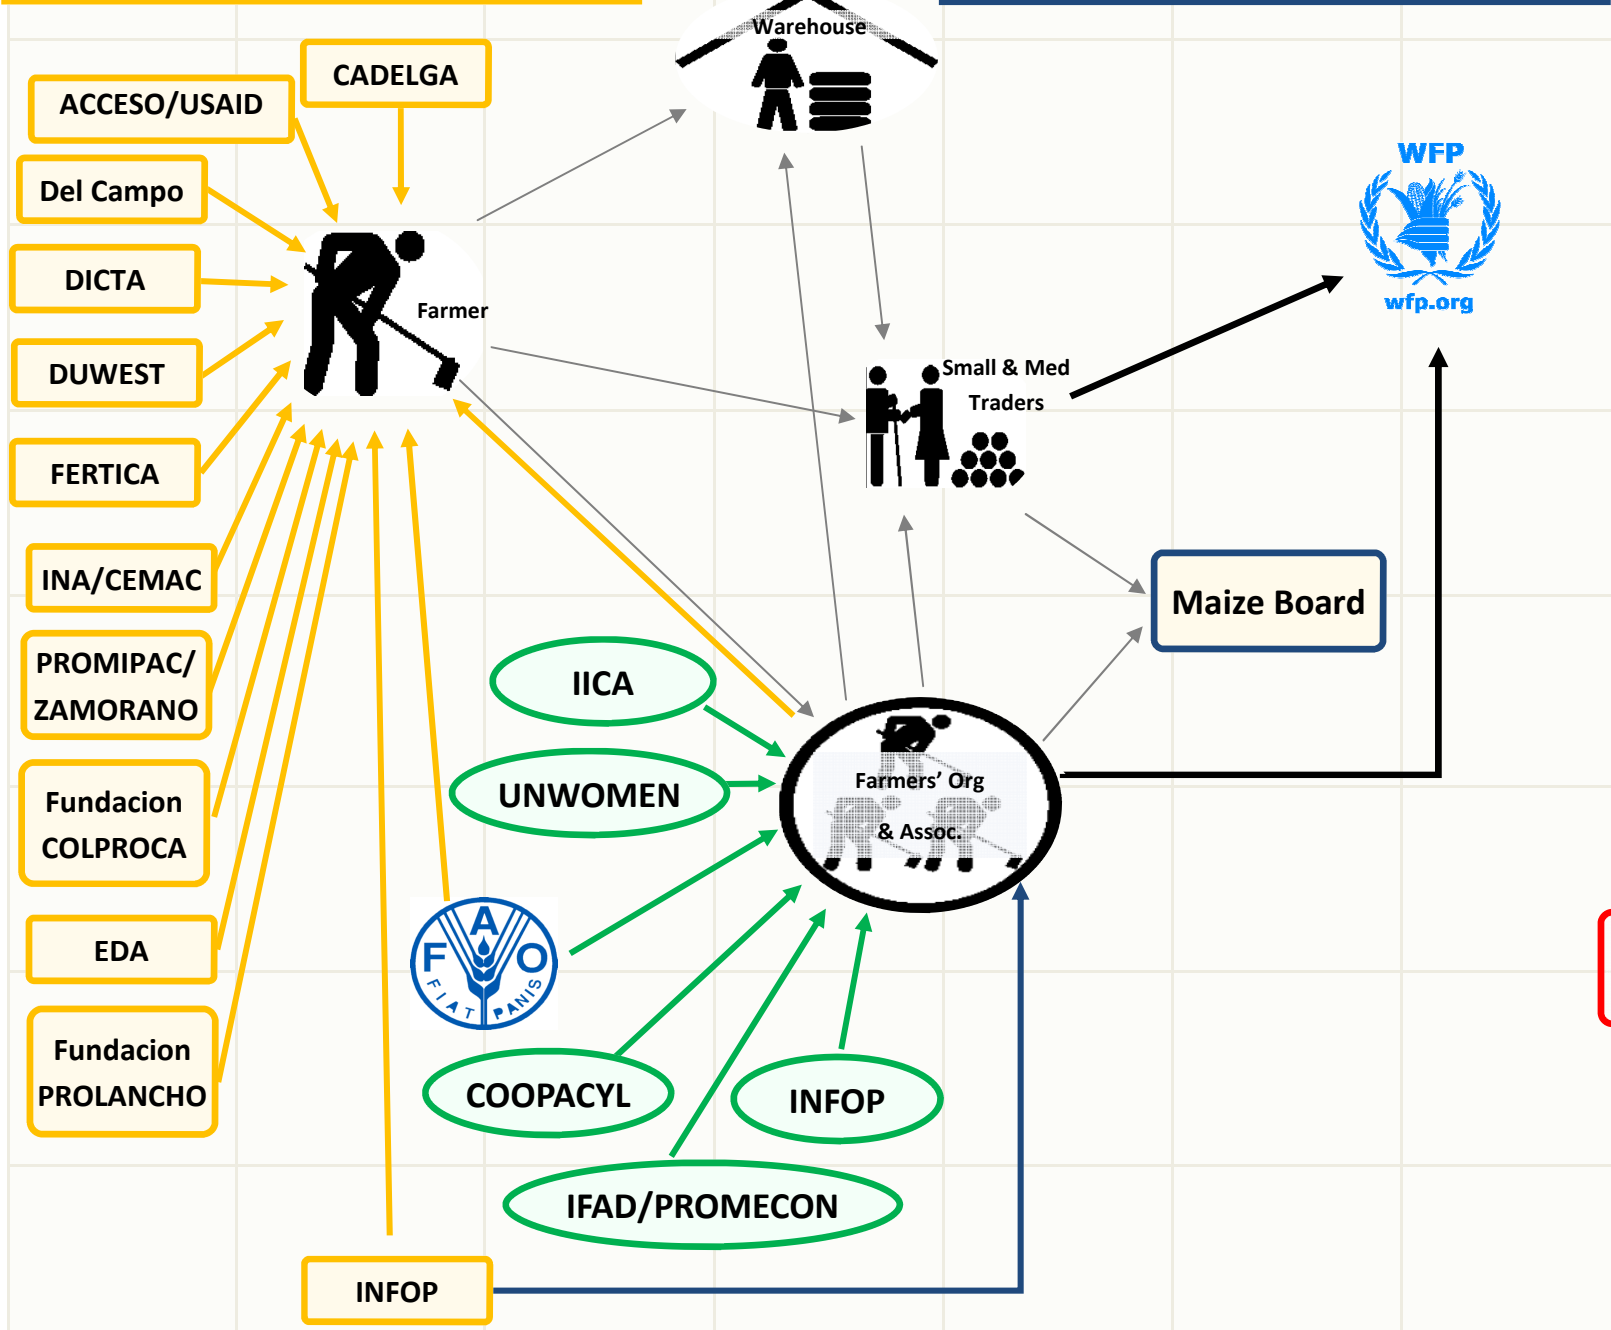 Warehouse
CADELGA
ACCESO/USAID
WFP
Del Campo
DICTA
wfp.org
Farmer
DUWEST
Small & Med
Traders
FERTICA
INA/CEMAC
Maize Board
PROMIPAC/
ZAMORANO
IICA
UNWOMEN
Farmers’ Org
& Assoc.
Fundacion
COLPROCA
EDA
F A O
FIAT PANIS
Fundacion
PROLANCHO
COOPACYL
INFOP
IFAD/PROMECON
INFOP